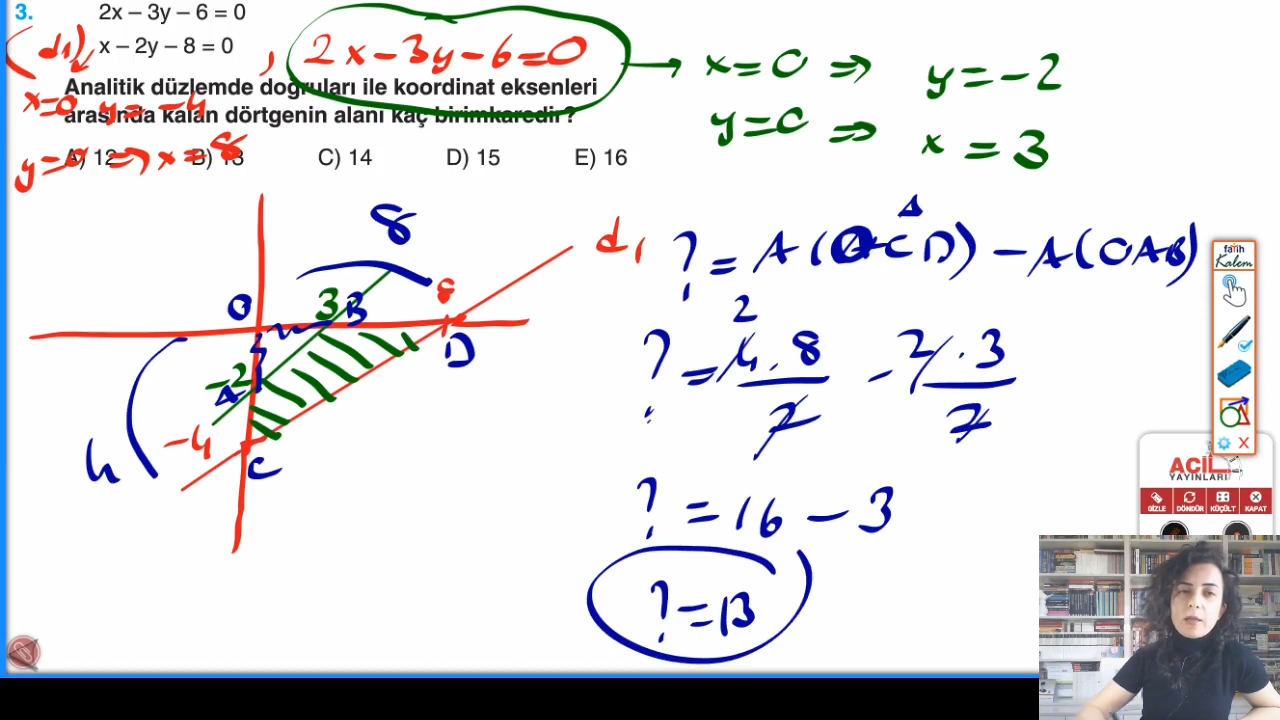 3.
2x – 3y – 6 = 0
x – 2y – 8 = 0
(d1)
, 2x-3y-6=0
→ x=0 ⇒ y=-2
y=0 ⇒ x=3
Analitik düzlemde doğruları ile koordinat eksenleri
arasında kalan dörtgenin alanı kaç birimkaredir?
x=0 y=-4
y=0 ⇒ x=8
A) 12 B) 13 C) 14 D) 15 E) 16
8
d1
O
3
B
8
D
-2
A
-4
4
C
? = A(OCD) - A(OAB)
? = 4.8/2 - 2.3/2
2
? = 16 - 3
? = 13
fatih
Kalem
ACİL
YAYINLARI
GİZLE DÖNDÜR KÜÇÜLT KAPAT